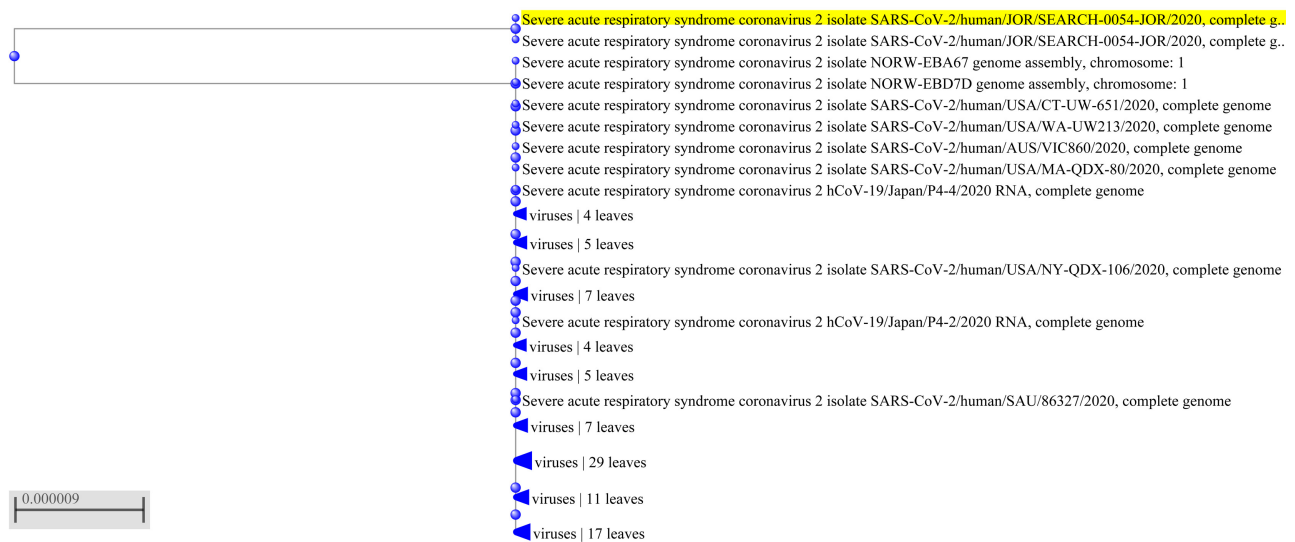 Severe acute respiratory syndrome coronavirus 2 isolate SARS-CoV-2/human/JOR/SEARCH-0054-JOR/2020, complete g..
Severe acute respiratory syndrome coronavirus 2 isolate SARS-CoV-2/human/JOR/SEARCH-0054-JOR/2020, complete g..
Severe acute respiratory syndrome coronavirus 2 isolate NORW-EBA67 genome assembly, chromosome: 1
Severe acute respiratory syndrome coronavirus 2 isolate NORW-EBD7D genome assembly, chromosome: 1
Severe acute respiratory syndrome coronavirus 2 isolate SARS-CoV-2/human/USA/CT-UW-651/2020, complete genome
Severe acute respiratory syndrome coronavirus 2 isolate SARS-CoV-2/human/USA/WA-UW213/2020, complete genome
Severe acute respiratory syndrome coronavirus 2 isolate SARS-CoV-2/human/AUS/VIC860/2020, complete genome
Severe acute respiratory syndrome coronavirus 2 isolate SARS-CoV-2/human/USA/MA-QDX-80/2020, complete genome
Severe acute respiratory syndrome coronavirus 2 hCoV-19/Japan/P4-4/2020 RNA, complete genome
viruses | 4 leaves
viruses | 5 leaves
Severe acute respiratory syndrome coronavirus 2 isolate SARS-CoV-2/human/USA/NY-QDX-106/2020, complete genome
viruses | 7 leaves
Severe acute respiratory syndrome coronavirus 2 hCoV-19/Japan/P4-2/2020 RNA, complete genome
viruses | 4 leaves
viruses | 5 leaves
Severe acute respiratory syndrome coronavirus 2 isolate SARS-CoV-2/human/SAU/86327/2020, complete genome
viruses | 7 leaves
viruses | 29 leaves
viruses | 11 leaves
viruses | 17 leaves
0.000009